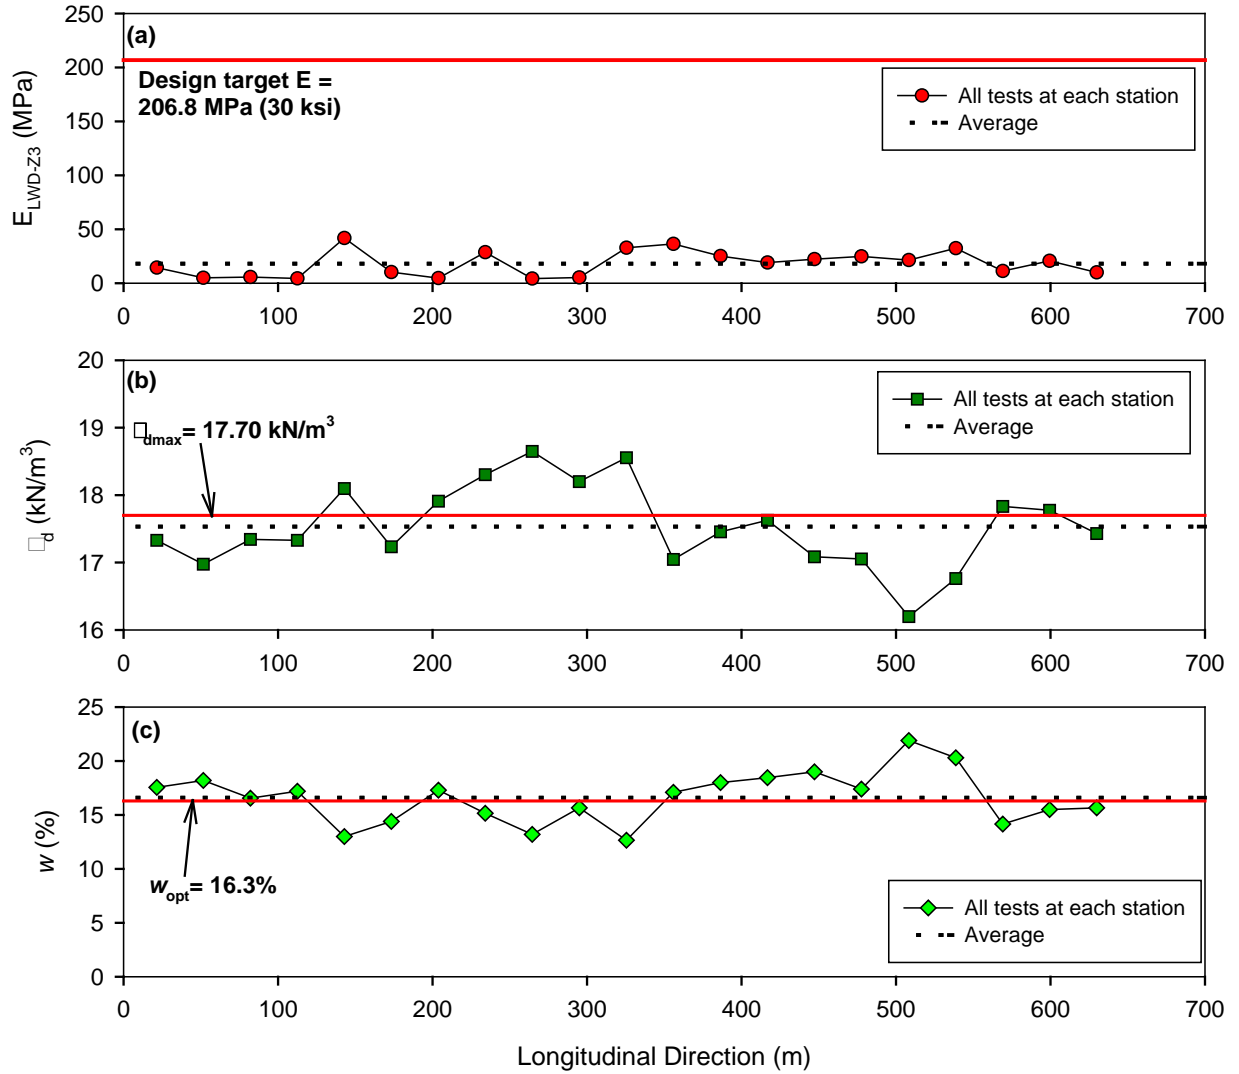 (a)
Design target E =
206.8 MPa (30 ksi)
All tests at each station
Average
E_LWD-Z3 (MPa)
250
200
150
100
50
0
0 100 200 300 400 500 600 700
(b)
□dmax= 17.70 kN/m³
All tests at each station
Average
□d (kN/m³)
20
19
18
17
16
0 100 200 300 400 500 600 700
(c)
wopt= 16.3%
All tests at each station
Average
w (%)
25
20
15
10
5
0
0 100 200 300 400 500 600 700
Longitudinal Direction (m)